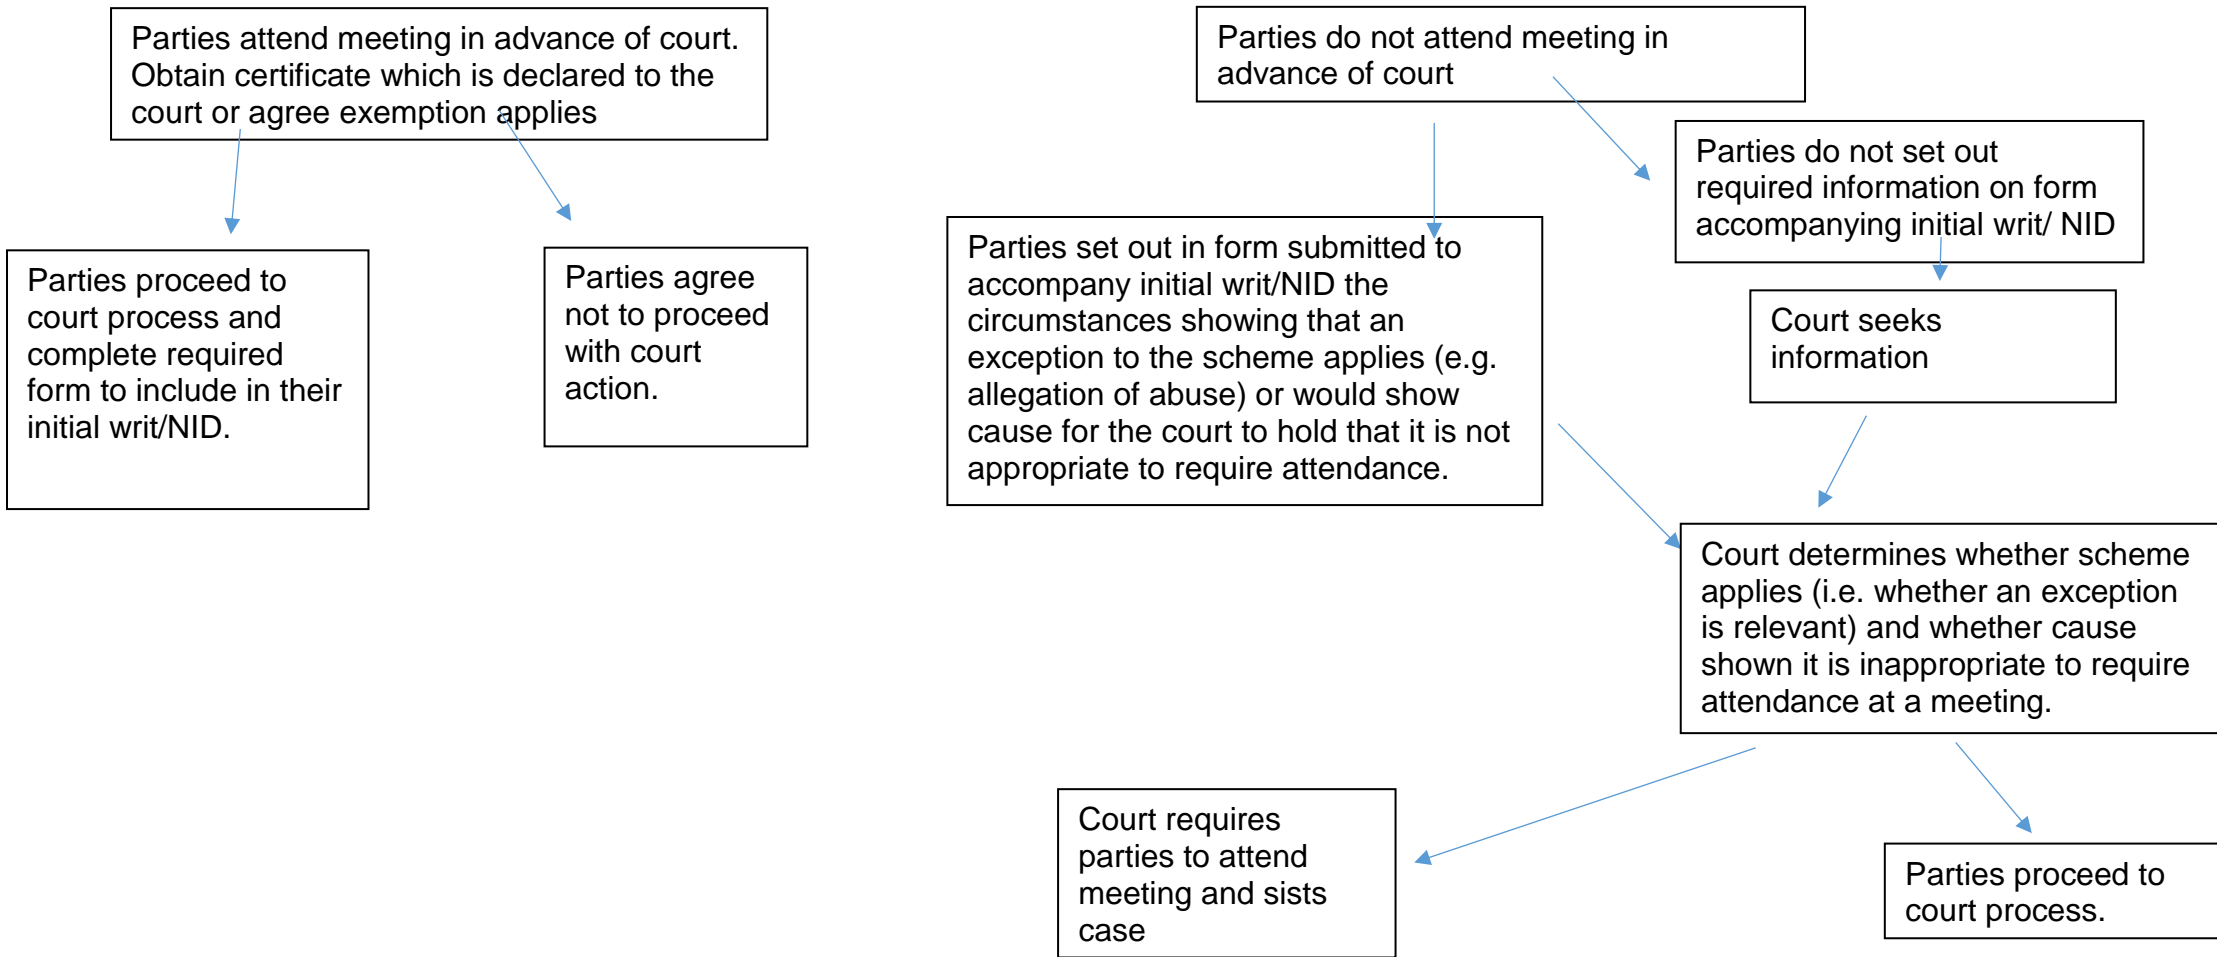 Parties attend meeting in advance of court.
Obtain certificate which is declared to the
court or agree exemption applies
Parties proceed to
court process and
complete required
form to include in their
initial writ/NID.
Parties agree
not to proceed
with court
action.
Parties do not attend meeting in
advance of court
Parties do not set out
required information on form
accompanying initial writ/ NID
Parties set out in form submitted to
accompany initial writ/NID the
circumstances showing that an
exception to the scheme applies (e.g.
allegation of abuse) or would show
cause for the court to hold that it is not
appropriate to require attendance.
Court seeks
information
Court determines whether scheme
applies (i.e. whether an exception
is relevant) and whether cause
shown it is inappropriate to require
attendance at a meeting.
Court requires
parties to attend
meeting and sists
case
Parties proceed to
court process.